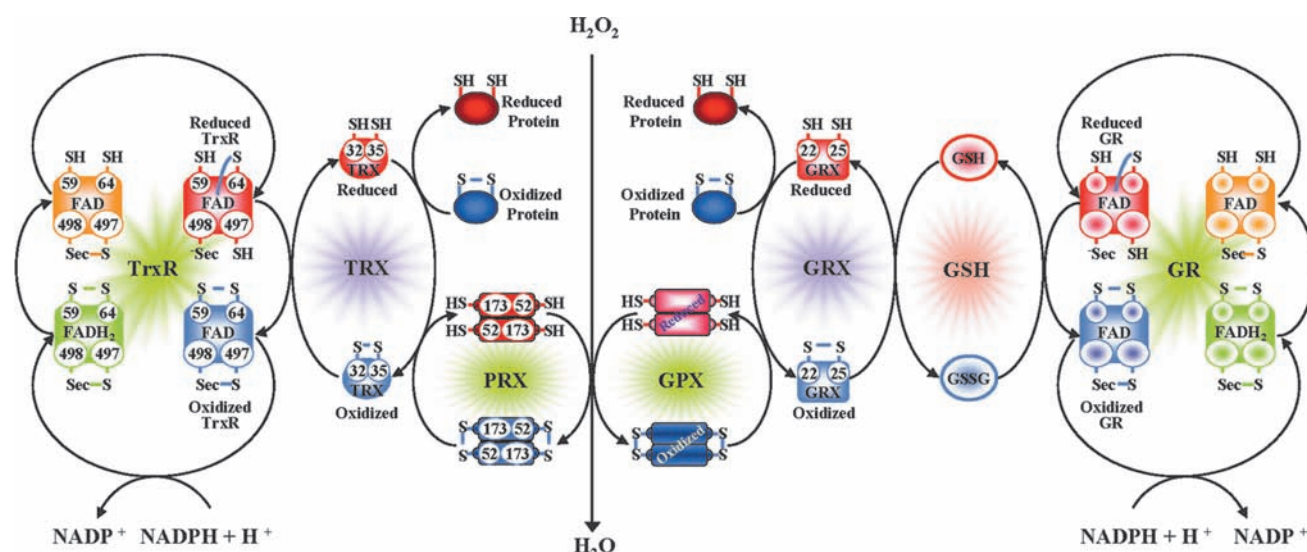 H₂O₂
SH SH
Reduced
Protein
S S
Oxidized
Protein
SH SH
Reduced
Protein
S S
Oxidized
Protein
Reduced
TrxR
SH SH
59 64
FAD
498 497
Sec S
SH S
59 64
FAD
498 497
⁻Sec SH
TrxR
S S
59 64
FADH₂
498 497
Sec S
S S
59 64
FAD
498 497
Sec S
Oxidized
TrxR
NADP⁺ NADPH + H⁺
SH SH
32 35
TRX
Reduced
TRX
S S
32 35
TRX
Oxidized
HS 173 52 SH
HS 52 173 SH
PRX
S 173 52 S
S 52 173 S
HS SH
HS SH
Reduced
GPX
S S
S S
Oxidized
SH SH
22 25
GRX
Reduced
GRX
S S
22 25
GRX
Oxidized
GSH
GSH
GSSG
Reduced
GR
SH S
FAD
⁻Sec SH
SH SH
FAD
Sec S
GR
S S
FAD
Sec S
Oxidized
GR
S S
FADH₂
Sec S
NADPH + H⁺ NADP⁺
H₂O